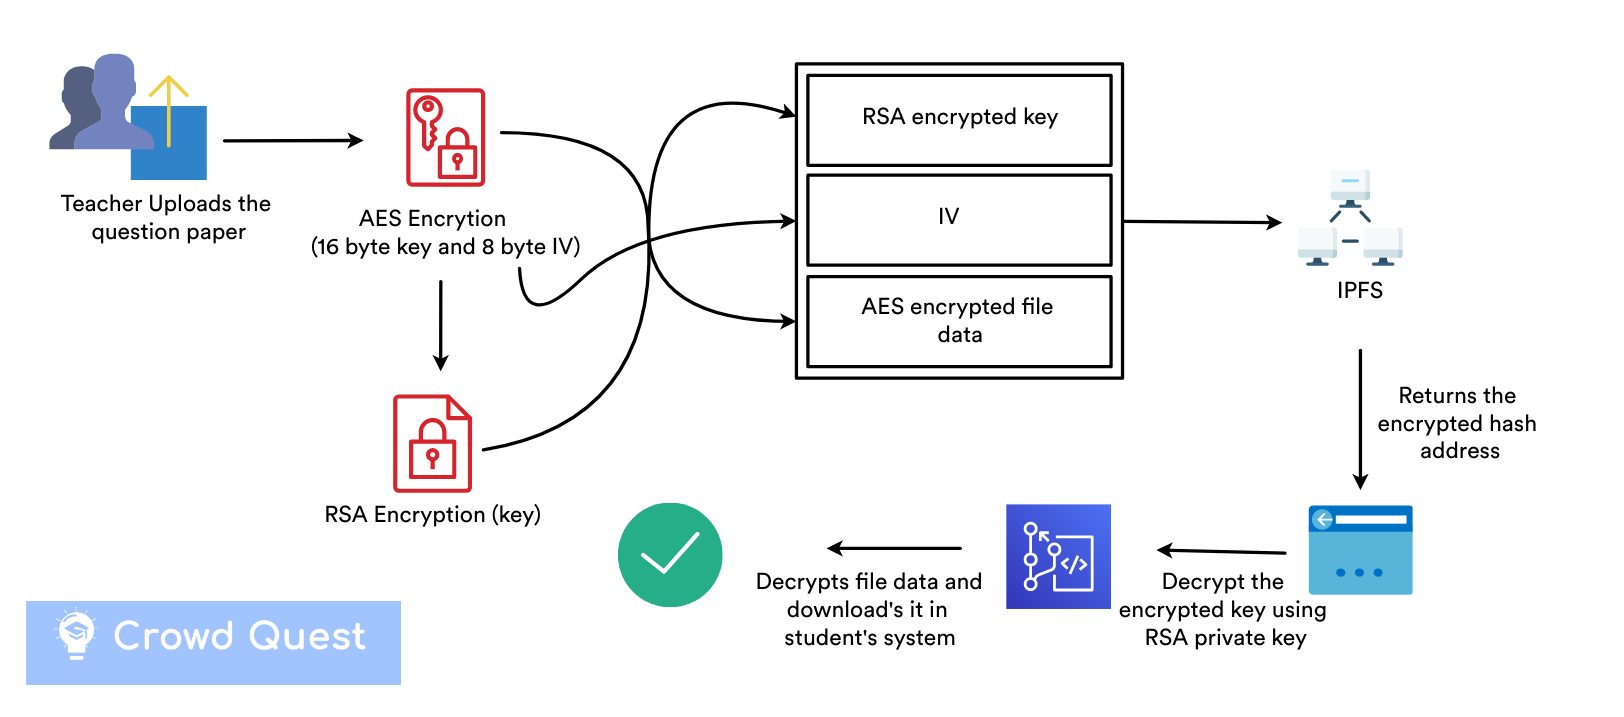 Teacher Uploads the
question paper
AES Encrytion
(16 byte key and 8 byte IV)
RSA Encryption (key)
RSA encrypted key
IV
AES encrypted file
data
IPFS
Returns the
encrypted hash
address
Decrypt the
encrypted key using
RSA private key
</>
Decrypts file data and
download's it in
student's system
Crowd Quest